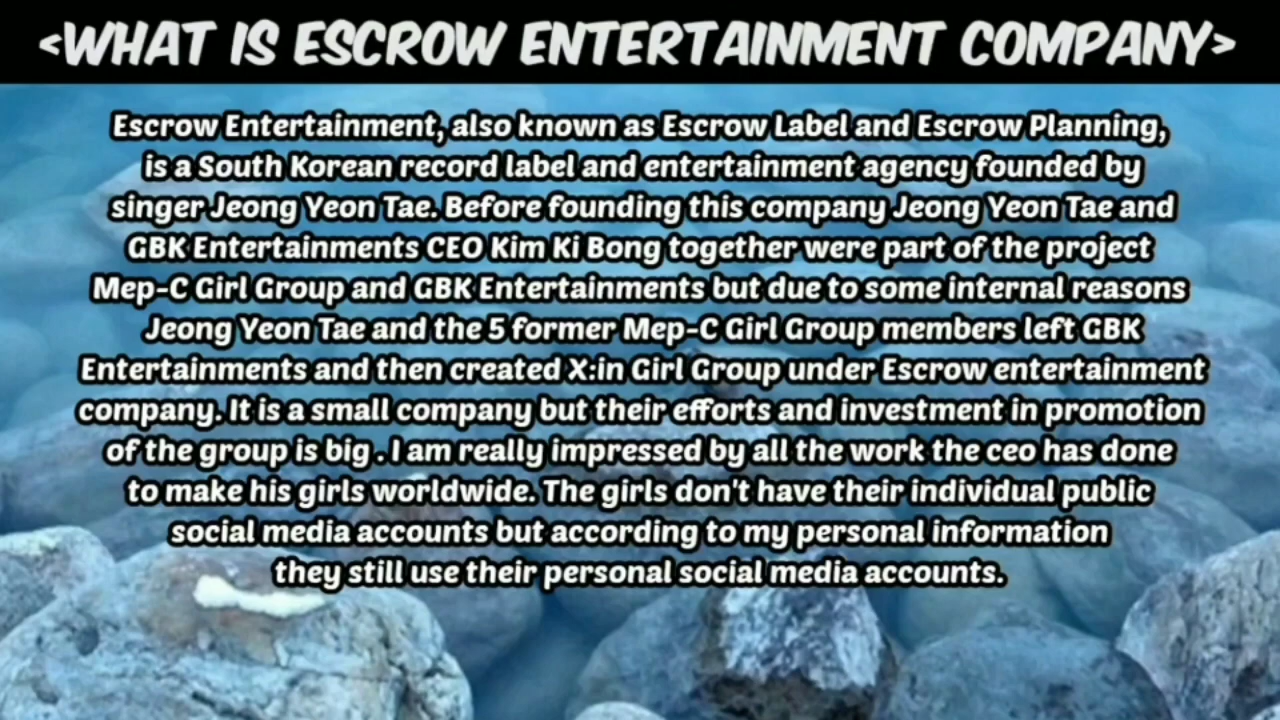 <WHAT IS ESCROW ENTERTAINMENT COMPANY>
Escrow Entertainment, also known as Escrow Label and Escrow Planning,
is a South Korean record label and entertainment agency founded by
singer Jeong Yeon Tae. Before founding this company Jeong Yeon Tae and
GBK Entertainments CEO Kim Ki Bong together were part of the project
Mep-C Girl Group and GBK Entertainments but due to some internal reasons
Jeong Yeon Tae and the 5 former Mep-C Girl Group members left GBK
Entertainments and then created X:in Girl Group under Escrow entertainment
company. It is a small company but their efforts and investment in promotion
of the group is big . I am really impressed by all the work the ceo has done
to make his girls worldwide. The girls don't have their individual public
social media accounts but according to my personal information
they still use their personal social media accounts.